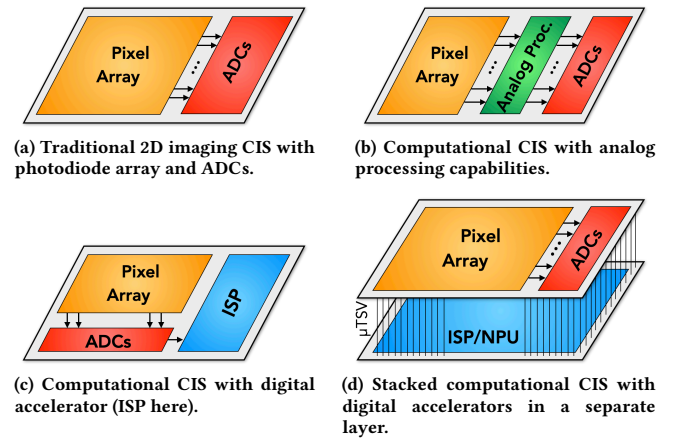 Pixel
Array
ADCs
(a) Traditional 2D imaging CIS with
photodiode array and ADCs.
Pixel
Array
Analog Proc.
ADCs
(b) Computational CIS with analog
processing capabilities.
Pixel
Array
ADCs
ISP
(c) Computational CIS with digital
accelerator (ISP here).
Pixel
Array
ADCs
μTSV
ISP/NPU
(d) Stacked computational CIS with
digital accelerators in a separate
layer.